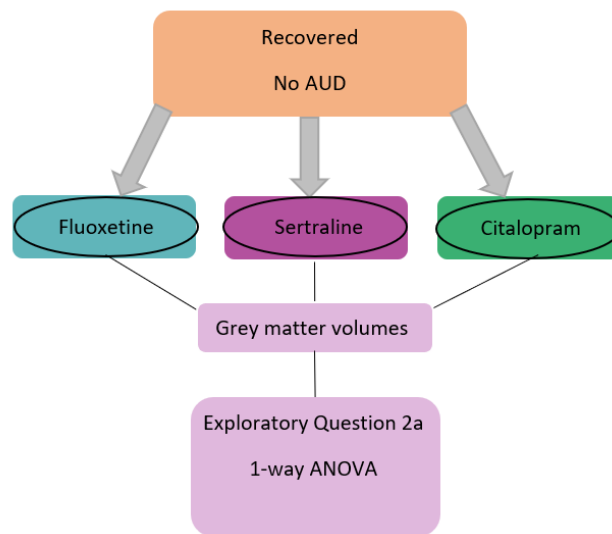 Recovered
No AUD
Fluoxetine
Sertraline
Citalopram
Grey matter volumes
Exploratory Question 2a
1-way ANOVA